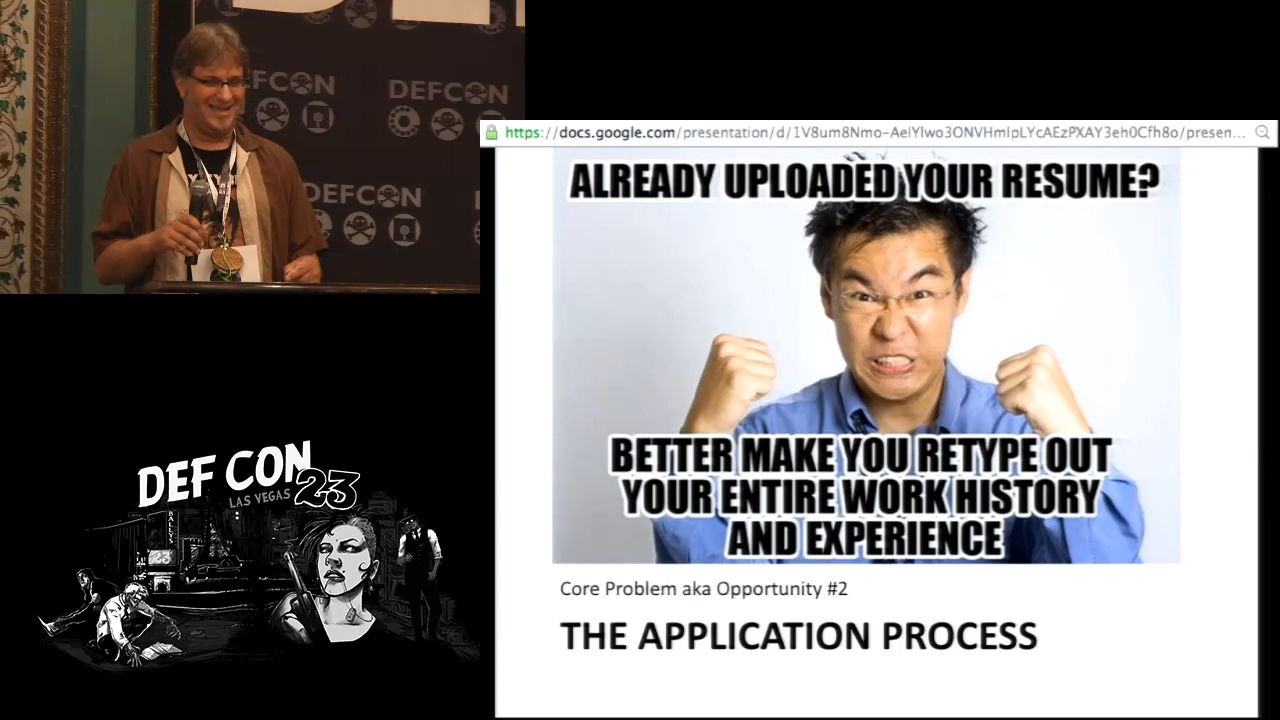 DEFCON
DEFCON
DEFCON
https://docs.google.com/presentation/d/1V8um8Nmo-AelYlwo3ONVHmlpLYcAEzPXAY3eh0Cfh8o/presen...
ALREADY UPLOADED YOUR RESUME?
BETTER MAKE YOU RETYPE OUT
YOUR ENTIRE WORK HISTORY
AND EXPERIENCE
Core Problem aka Opportunity #2
THE APPLICATION PROCESS
DEF CON
LAS VEGAS 23
BALLYS